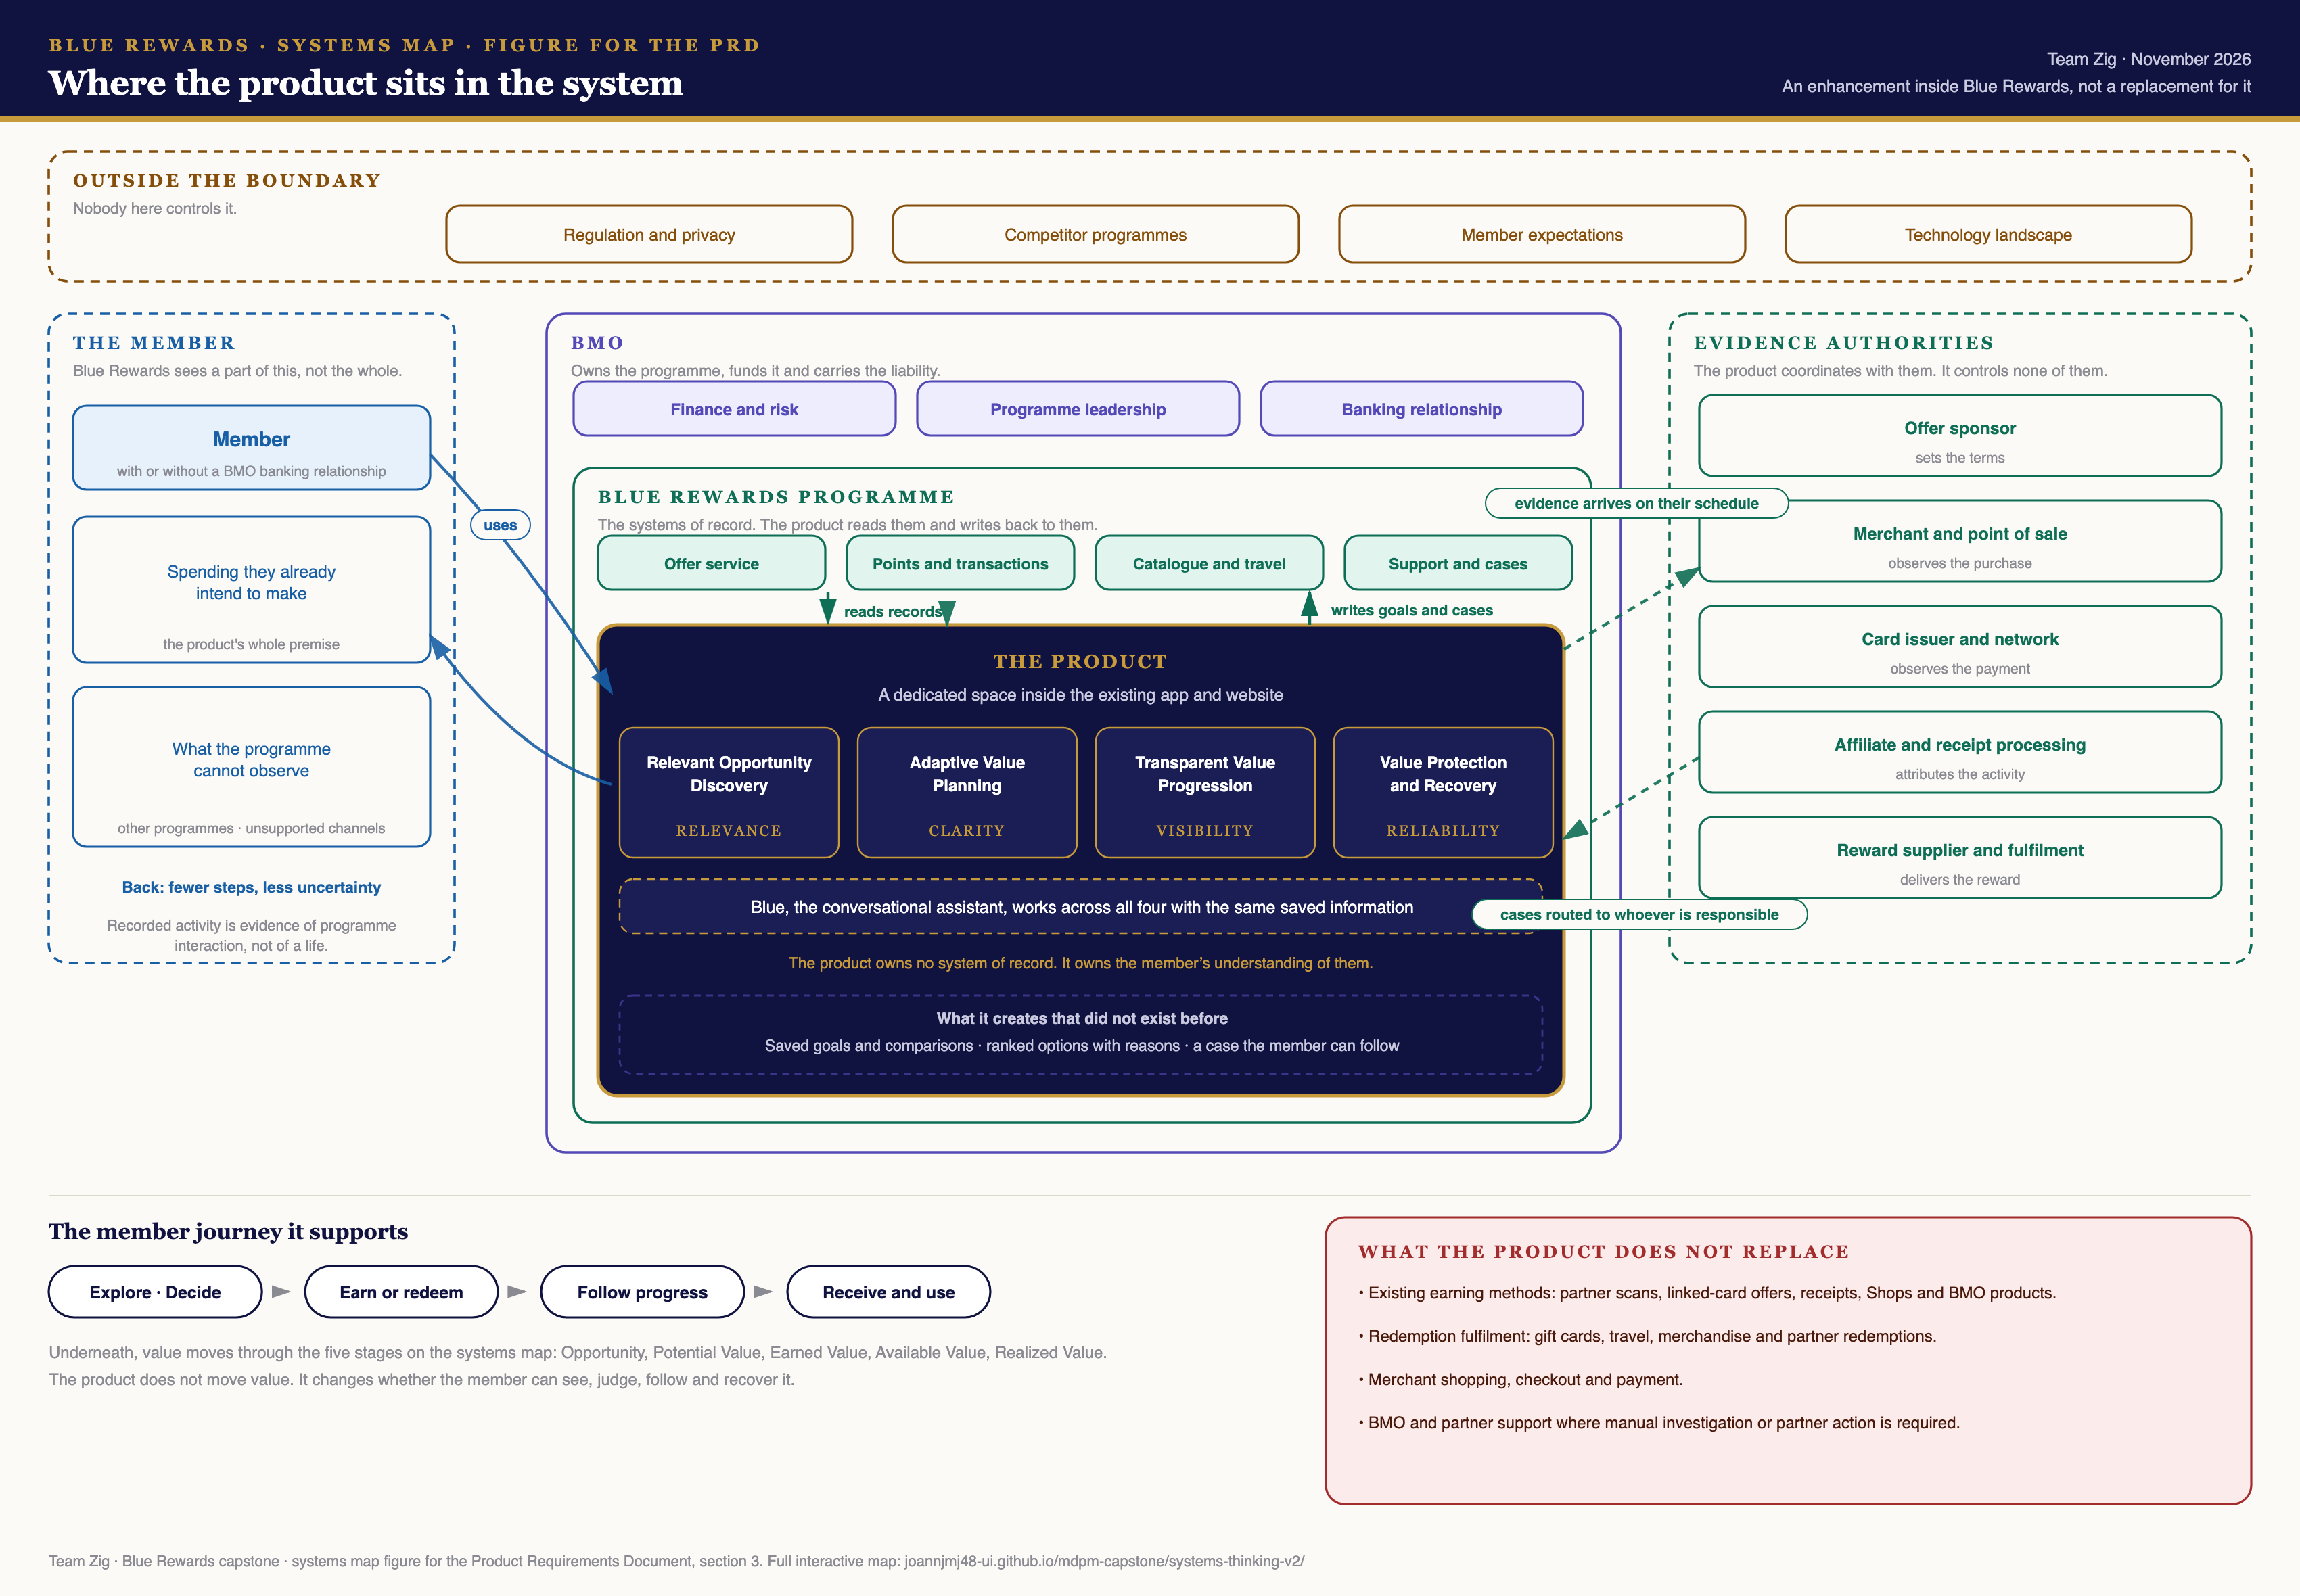 BLUE REWARDS · SYSTEMS MAP · FIGURE FOR THE PRD
Where the product sits in the system
Team Zig · November 2026
An enhancement inside Blue Rewards, not a replacement for it
OUTSIDE THE BOUNDARY
Nobody here controls it.
Regulation and privacy
Competitor programmes
Member expectations
Technology landscape
THE MEMBER
Blue Rewards sees a part of this, not the whole.
Member
with or without a BMO banking relationship
Spending they already
intend to make
the product's whole premise
What the programme
cannot observe
other programmes · unsupported channels
Back: fewer steps, less uncertainty
Recorded activity is evidence of programme
interaction, not of a life.
uses
BMO
Owns the programme, funds it and carries the liability.
Finance and risk
Programme leadership
Banking relationship
BLUE REWARDS PROGRAMME
The systems of record. The product reads them and writes back to them.
Offer service
Points and transactions
Catalogue and travel
Support and cases
reads records
writes goals and cases
THE PRODUCT
A dedicated space inside the existing app and website
Relevant Opportunity
Discovery
RELEVANCE
Adaptive Value
Planning
CLARITY
Transparent Value
Progression
VISIBILITY
Value Protection
and Recovery
RELIABILITY
Blue, the conversational assistant, works across all four with the same saved information
The product owns no system of record. It owns the member’s understanding of them.
What it creates that did not exist before
Saved goals and comparisons · ranked options with reasons · a case the member can follow
EVIDENCE AUTHORITIES
The product coordinates with them. It controls none of them.
Offer sponsor
sets the terms
evidence arrives on their schedule
Merchant and point of sale
observes the purchase
Card issuer and network
observes the payment
Affiliate and receipt processing
attributes the activity
Reward supplier and fulfilment
delivers the reward
cases routed to whoever is responsible
The member journey it supports
Explore · Decide
Earn or redeem
Follow progress
Receive and use
Underneath, value moves through the five stages on the systems map: Opportunity, Potential Value, Earned Value, Available Value, Realized Value.
The product does not move value. It changes whether the member can see, judge, follow and recover it.
WHAT THE PRODUCT DOES NOT REPLACE
• Existing earning methods: partner scans, linked-card offers, receipts, Shops and BMO products.
• Redemption fulfilment: gift cards, travel, merchandise and partner redemptions.
• Merchant shopping, checkout and payment.
• BMO and partner support where manual investigation or partner action is required.
Team Zig · Blue Rewards capstone · systems map figure for the Product Requirements Document, section 3. Full interactive map: joannjmj48-ui.github.io/mdpm-capstone/systems-thinking-v2/